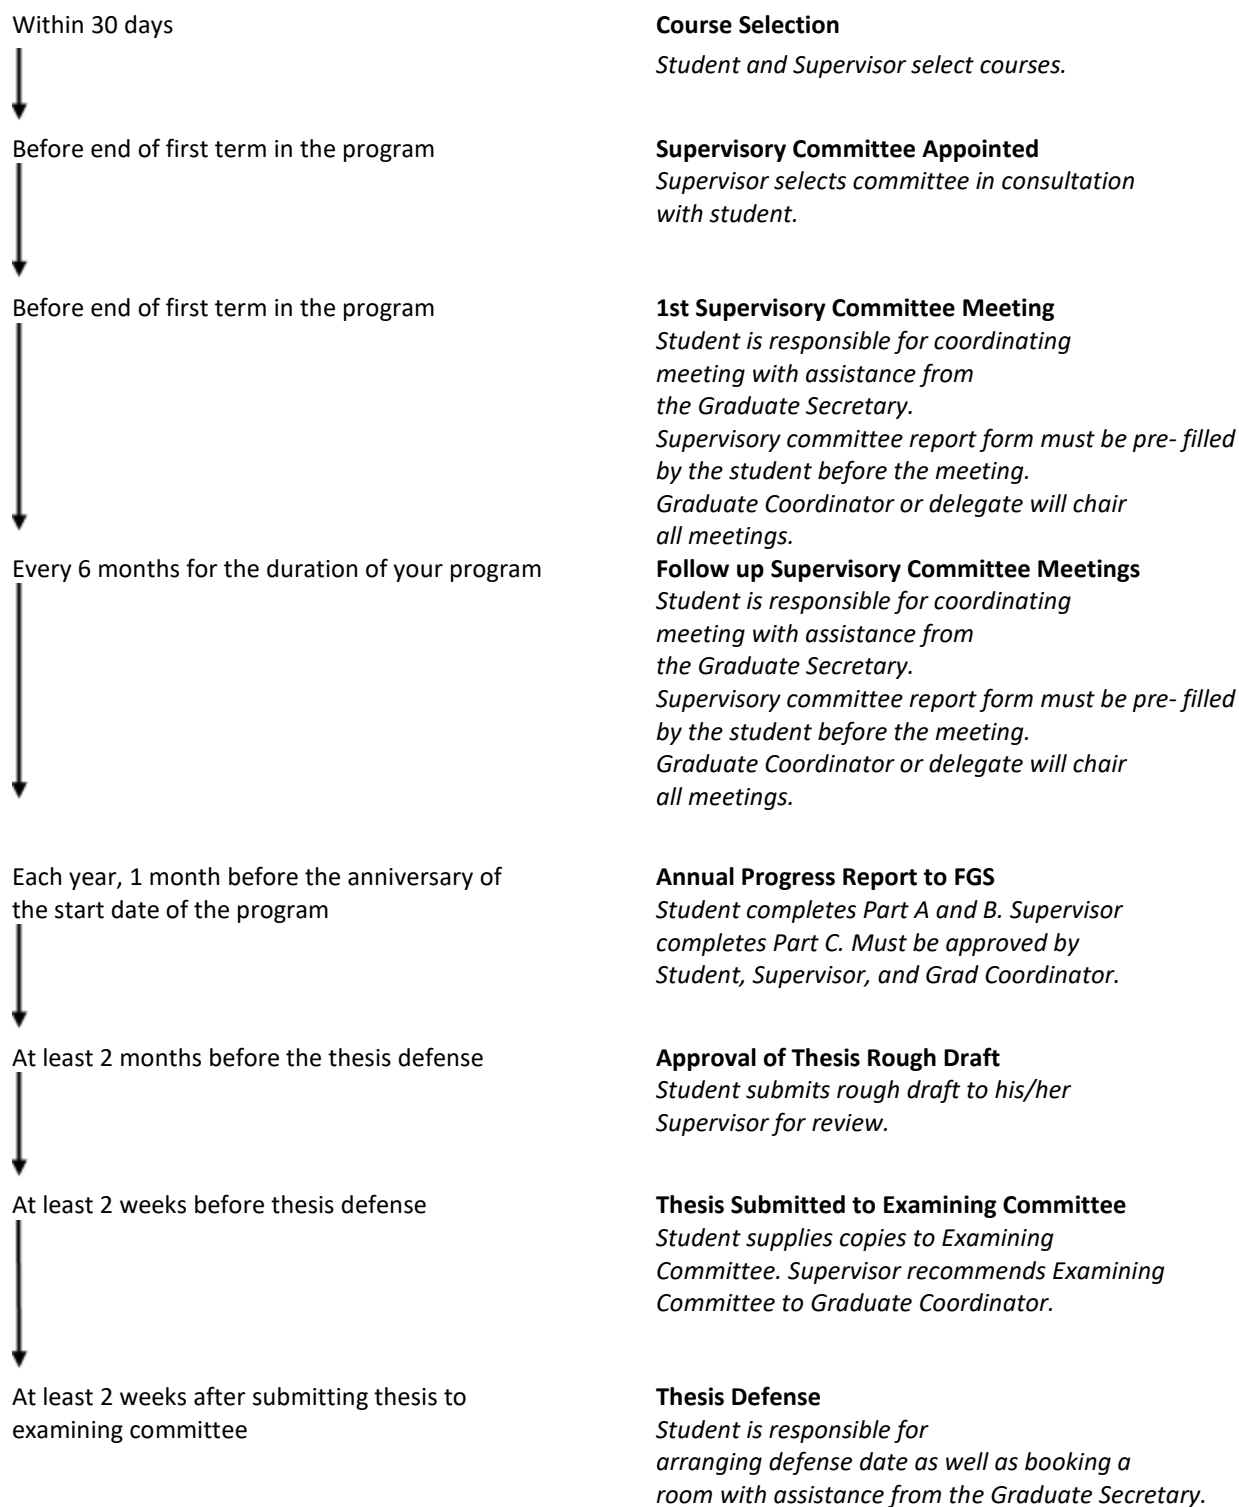 Within 30 days
Course Selection
Student and Supervisor select courses.
Before end of first term in the program
Supervisory Committee Appointed
Supervisor selects committee in consultation
with student.
Before end of first term in the program
1st Supervisory Committee Meeting
Student is responsible for coordinating
meeting with assistance from
the Graduate Secretary.
Supervisory committee report form must be pre- filled
by the student before the meeting.
Graduate Coordinator or delegate will chair
all meetings.
Every 6 months for the duration of your program
Follow up Supervisory Committee Meetings
Student is responsible for coordinating
meeting with assistance from
the Graduate Secretary.
Supervisory committee report form must be pre- filled
by the student before the meeting.
Graduate Coordinator or delegate will chair
all meetings.
Each year, 1 month before the anniversary of
the start date of the program
Annual Progress Report to FGS
Student completes Part A and B. Supervisor
completes Part C. Must be approved by
Student, Supervisor, and Grad Coordinator.
At least 2 months before the thesis defense
Approval of Thesis Rough Draft
Student submits rough draft to his/her
Supervisor for review.
At least 2 weeks before thesis defense
Thesis Submitted to Examining Committee
Student supplies copies to Examining
Committee. Supervisor recommends Examining
Committee to Graduate Coordinator.
At least 2 weeks after submitting thesis to
examining committee
Thesis Defense
Student is responsible for
arranging defense date as well as booking a
room with assistance from the Graduate Secretary.